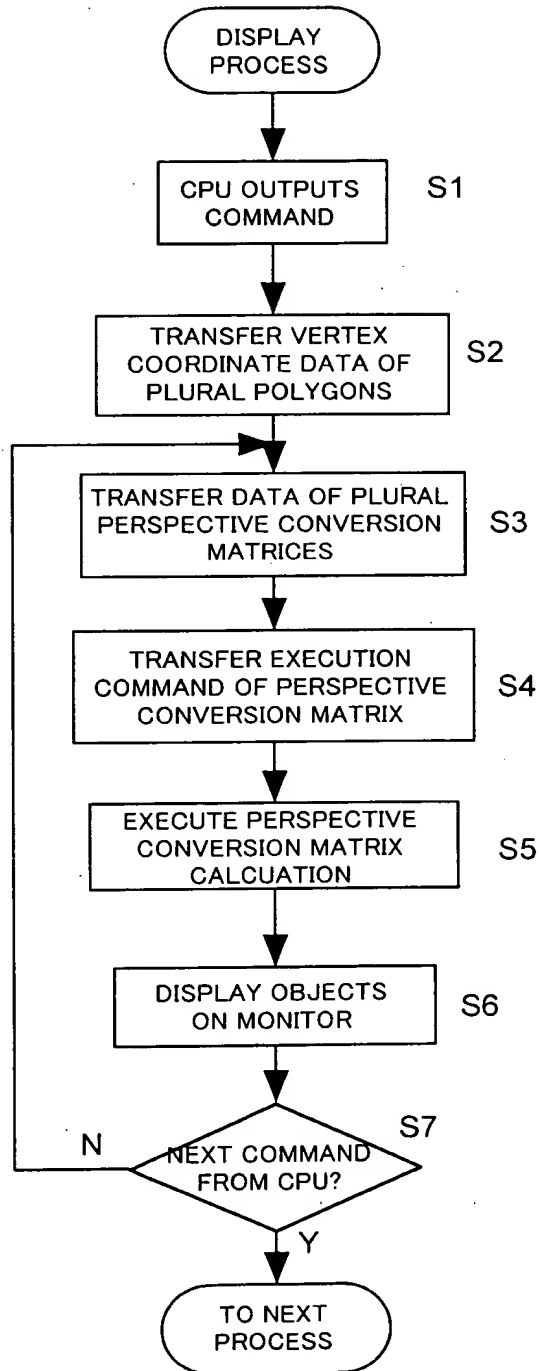 DISPLAY
PROCESS
CPU OUTPUTS
COMMAND
S1
TRANSFER VERTEX
COORDINATE DATA OF
PLURAL POLYGONS
S2
TRANSFER DATA OF PLURAL
PERSPECTIVE CONVERSION
MATRICES
S3
TRANSFER EXECUTION
COMMAND OF PERSPECTIVE
CONVERSION MATRIX
S4
EXECUTE PERSPECTIVE
CONVERSION MATRIX
CALCUATION
S5
DISPLAY OBJECTS
ON MONITOR
S6
S7
N
NEXT COMMAND
FROM CPU?
Y
TO NEXT
PROCESS